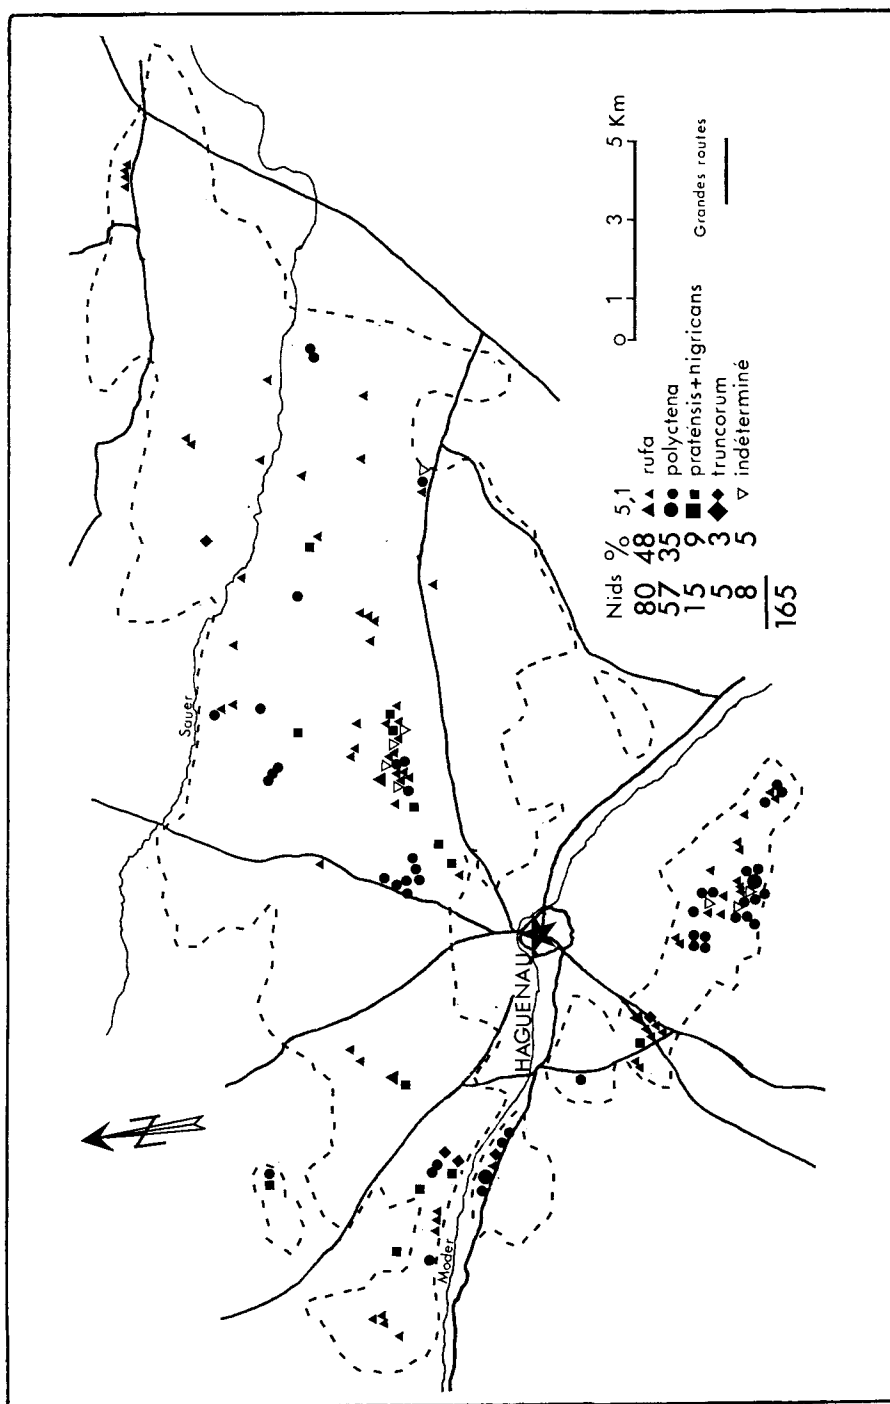 N
Sauer
HAGUENAU
Moder
0 1 3 5 Km
Grandes routes
Nids % 5,1
80 48 rufa
57 35 polyctena
15 9 pratensis+nigricans
5 3 truncorum
8 5 indéterminé
165